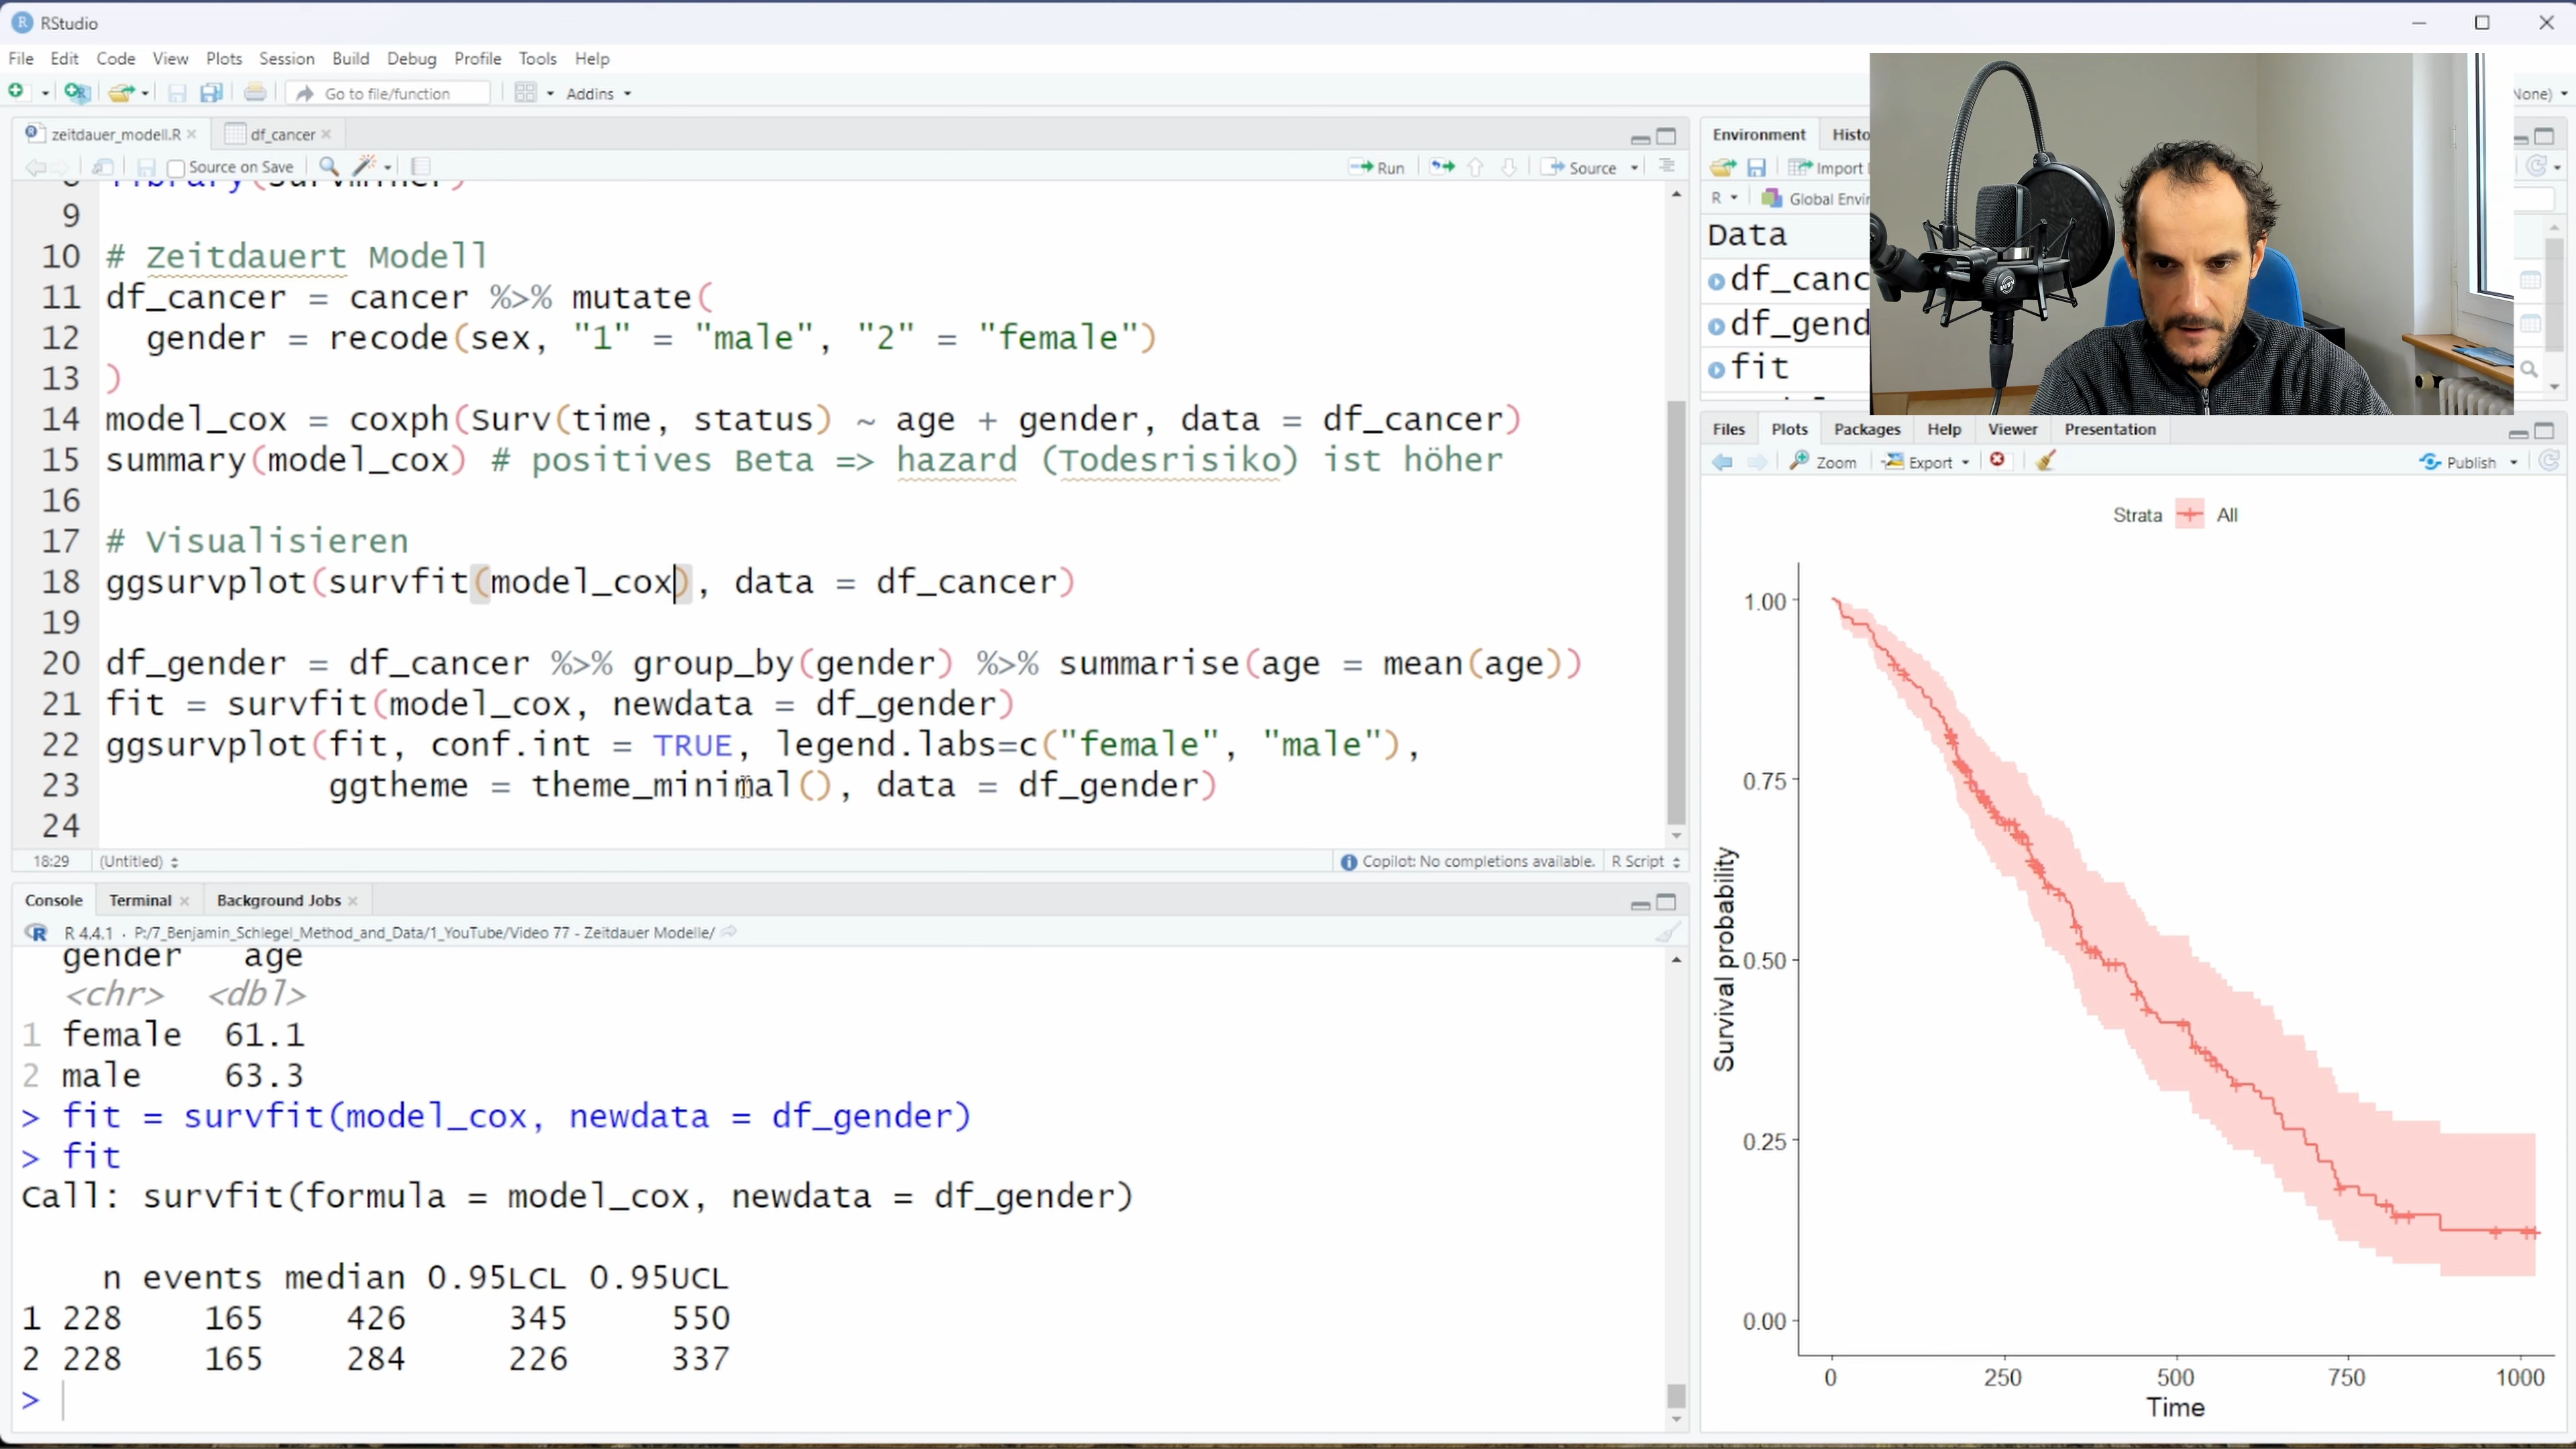 RStudio
File Edit Code View Plots Session Build Debug Profile Tools Help
Go to file/function Addins None)
zeitdauer_modell.R df_cancer
Source on Save Run Source
8 library(survminer)
9
10 # Zeitdauert Modell
11 df_cancer = cancer %>% mutate(
12 gender = recode(sex, "1" = "male", "2" = "female")
13 )
14 model_cox = coxph(Surv(time, status) ~ age + gender, data = df_cancer)
15 summary(model_cox) # positives Beta => hazard (Todesrisiko) ist höher
16
17 # Visualisieren
18 ggsurvplot(survfit(model_cox), data = df_cancer)
19
20 df_gender = df_cancer %>% group_by(gender) %>% summarise(age = mean(age))
21 fit = survfit(model_cox, newdata = df_gender)
22 ggsurvplot(fit, conf.int = TRUE, legend.labs=c("female", "male"),
23 ggtheme = theme_minimal(), data = df_gender)
24
18:29 (Untitled) Copilot: No completions available. R Script
Console Terminal Background Jobs
R 4.4.1 · P:/7_Benjamin_Schlegel_Method_and_Data/1_YouTube/Video 77 - Zeitdauer Modelle/
gender age
<chr> <dbl>
1 female 61.1
2 male 63.3
> fit = survfit(model_cox, newdata = df_gender)
> fit
Call: survfit(formula = model_cox, newdata = df_gender)
n events median 0.95LCL 0.95UCL
1 228 165 426 345 550
2 228 165 284 226 337
>
Environment Histo
Import
R Global Envir
Data
df_canc
df_gend
fit
Files Plots Packages Help Viewer Presentation
Zoom Export Publish
Strata All
Survival probability
1.00
0.75
0.50
0.25
0.00
0 250 500 750 1000
Time